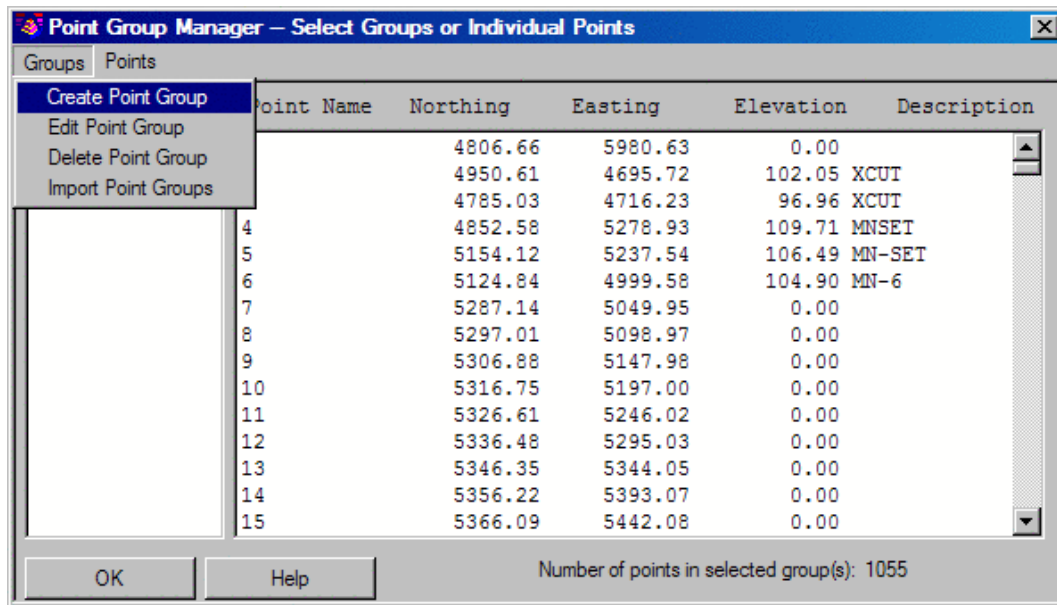 Point Group Manager – Select Groups or Individual Points
Groups Points
Create Point Group
Edit Point Group
Delete Point Group
Import Point Groups
Point Name Northing Easting Elevation Description
4806.66 5980.63 0.00
4950.61 4695.72 102.05 XCUT
4785.03 4716.23 96.96 XCUT
4 4852.58 5278.93 109.71 MNSET
5 5154.12 5237.54 106.49 MN-SET
6 5124.84 4999.58 104.90 MN-6
7 5287.14 5049.95 0.00
8 5297.01 5098.97 0.00
9 5306.88 5147.98 0.00
10 5316.75 5197.00 0.00
11 5326.61 5246.02 0.00
12 5336.48 5295.03 0.00
13 5346.35 5344.05 0.00
14 5356.22 5393.07 0.00
15 5366.09 5442.08 0.00
OK Help Number of points in selected group(s): 1055